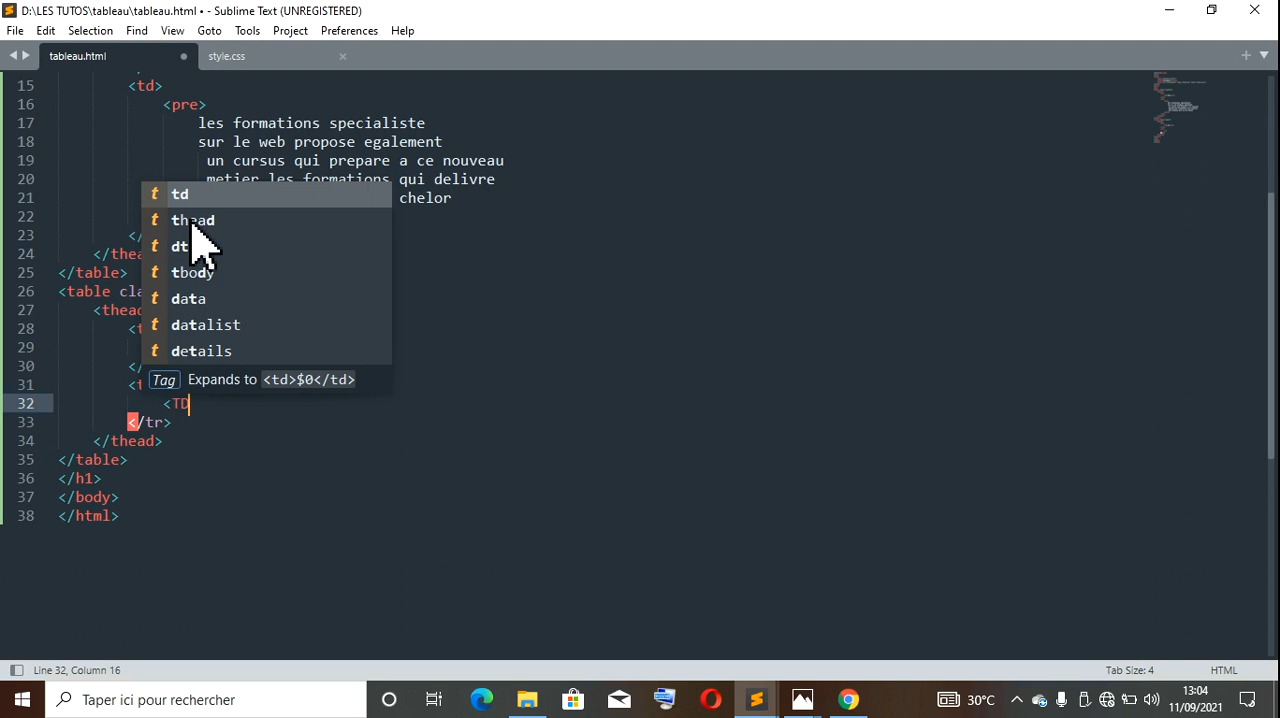 D:\LES TUTOS\tableau\tableau.html • - Sublime Text (UNREGISTERED)
File Edit Selection Find View Goto Tools Project Preferences Help
tableau.html style.css
15 <td>
16 <pre>
17 les formations specialiste
18 sur le web propose egalement
19 un cursus qui prepare a ce nouveau
20 metier les formations qui delivre
21 chelor
22
23 </
24 </thea
25 </table>
26 <table cla
27 <thead
28 <t
29
30 </
31 <t
32 <TD
33 </tr>
34 </thead>
35 </table>
36 </h1>
37 </body>
38 </html>
t td
t thead
t dt
t tbody
t data
t datalist
t details
Tag Expands to <td>$0</td>
Line 32, Column 16 Tab Size: 4 HTML
Taper ici pour rechercher 30°C 13:04
11/09/2021